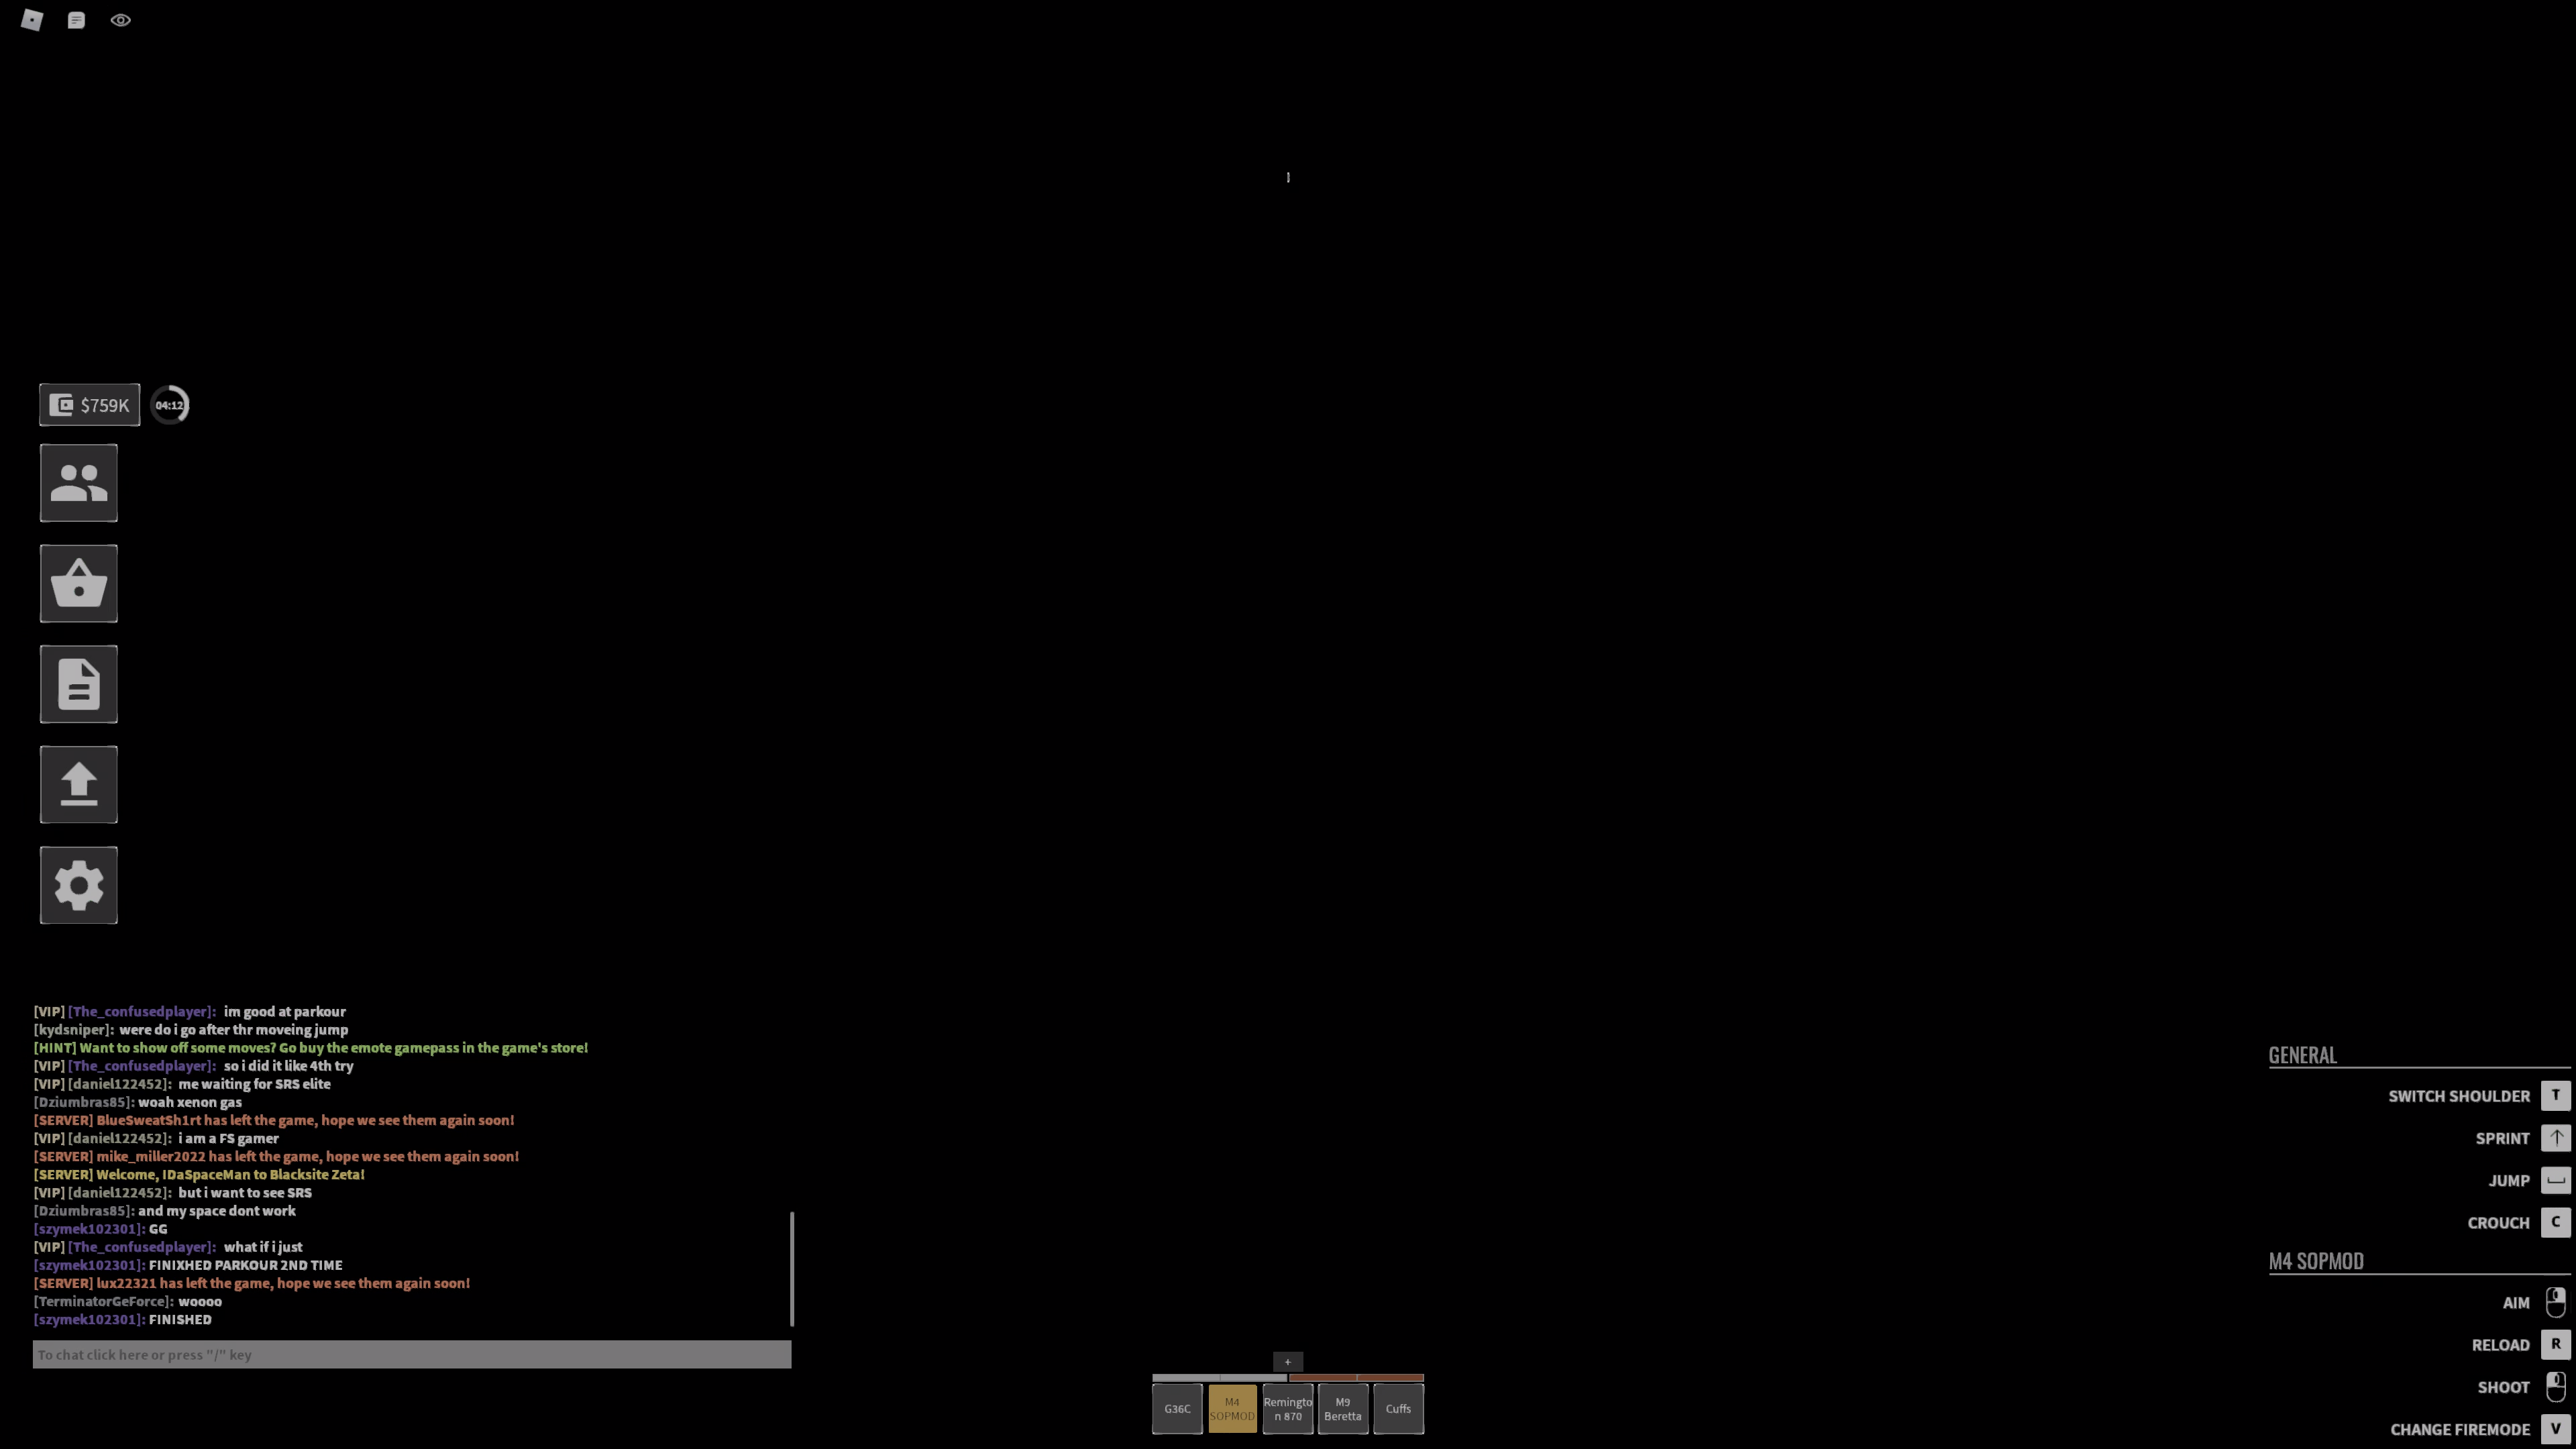 $759K
04:12
[VIP] [The_confusedplayer]: im good at parkour
[kydsniper]: were do i go after thr moveing jump
[HINT] Want to show off some moves? Go buy the emote gamepass in the game's store!
[VIP] [The_confusedplayer]: so i did it like 4th try
[VIP] [daniel122452]: me waiting for SRS elite
[Dziumbras85]: woah xenon gas
[SERVER] BlueSweatSh1rt has left the game, hope we see them again soon!
[VIP] [daniel122452]: i am a FS gamer
[SERVER] mike_miller2022 has left the game, hope we see them again soon!
[SERVER] Welcome, IDaSpaceMan to Blacksite Zeta!
[VIP] [daniel122452]: but i want to see SRS
[Dziumbras85]: and my space dont work
[szymek102301]: GG
[VIP] [The_confusedplayer]: what if i just
[szymek102301]: FINIXHED PARKOUR 2ND TIME
[SERVER] lux22321 has left the game, hope we see them again soon!
[TerminatorGeForce]: woooo
[szymek102301]: FINISHED
To chat click here or press "/" key
+
G36C
M4
SOPMOD
Remingto
n 870
M9
Beretta
Cuffs
GENERAL
SWITCH SHOULDER T
SPRINT
JUMP
CROUCH C
M4 SOPMOD
AIM
RELOAD R
SHOOT
CHANGE FIREMODE V